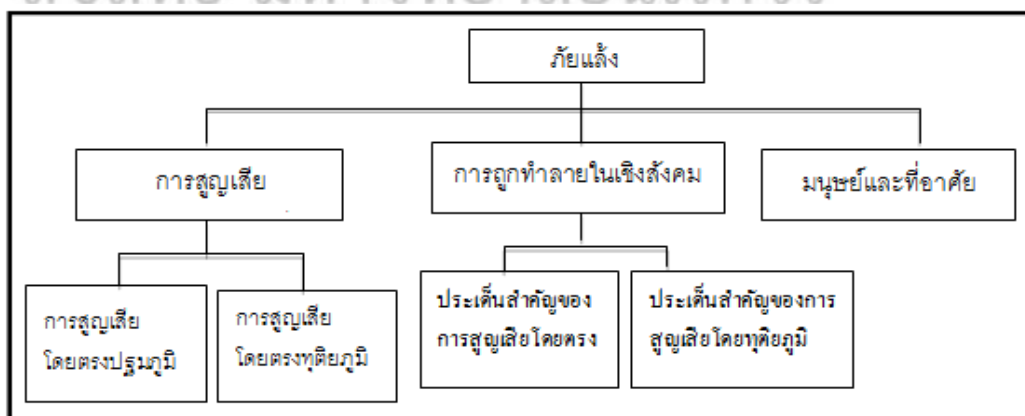 ภัยแล้ง
การสูญเสีย
การถูกทำลายในเชิงสังคม
มนุษย์และที่อาศัย
การสูญเสีย
โดยตรงปฐมภูมิ
การสูญเสีย
โดยตรงทุติยภูมิ
ประเด็นสำคัญของ
การสูญเสียโดยตรง
ประเด็นสำคัญของการ
สูญเสียโดยทุติยภูมิ